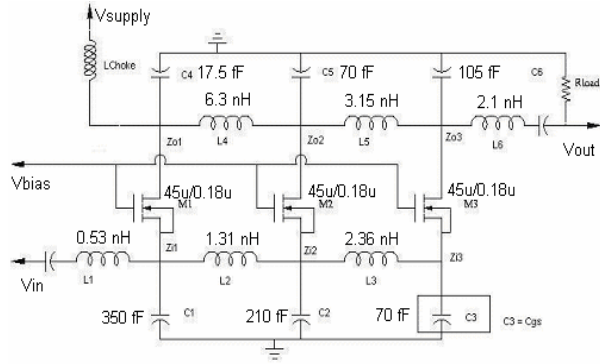 Vsupply
LChoke
C4 17.5 fF
C5 70 fF
105 fF C6
Rload
6.3 nH
3.15 nH
2.1 nH
Zo1
L4
Zo2
L5
Zo3
L6
Vout
Vbias
45u/0.18u
M1
45u/0.18u
M2
45u/0.18u
M3
0.53 nH
Zi1
1.31 nH
Zi2
2.36 nH
Zi3
Vin
L1
L2
L3
350 fF
C1
210 fF
C2
70 fF
C3
C3 = Cgs